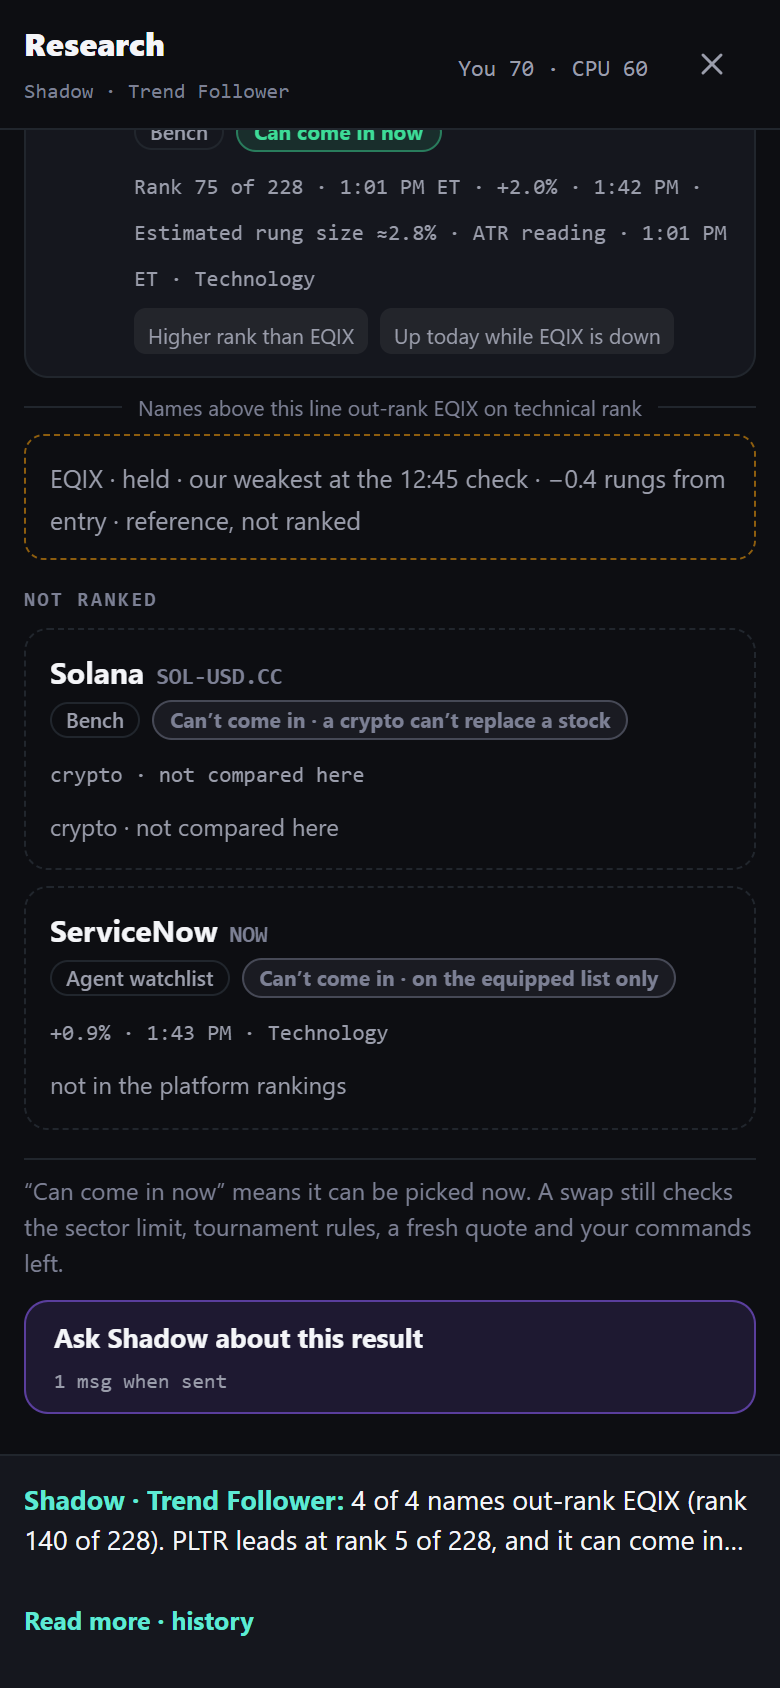 Research
You 70 · CPU 60
Shadow · Trend Follower
Bench
Can come in now
Rank 75 of 228 · 1:01 PM ET · +2.0% · 1:42 PM ·
Estimated rung size ≈2.8% · ATR reading · 1:01 PM
ET · Technology
Higher rank than EQIX
Up today while EQIX is down
Names above this line out-rank EQIX on technical rank
EQIX · held · our weakest at the 12:45 check · −0.4 rungs from
entry · reference, not ranked
NOT RANKED
Solana SOL-USD.CC
Bench
Can’t come in · a crypto can’t replace a stock
crypto · not compared here
crypto · not compared here
ServiceNow NOW
Agent watchlist
Can’t come in · on the equipped list only
+0.9% · 1:43 PM · Technology
not in the platform rankings
“Can come in now” means it can be picked now. A swap still checks
the sector limit, tournament rules, a fresh quote and your commands
left.
Ask Shadow about this result
1 msg when sent
Shadow · Trend Follower: 4 of 4 names out-rank EQIX (rank
140 of 228). PLTR leads at rank 5 of 228, and it can come in...
Read more · history